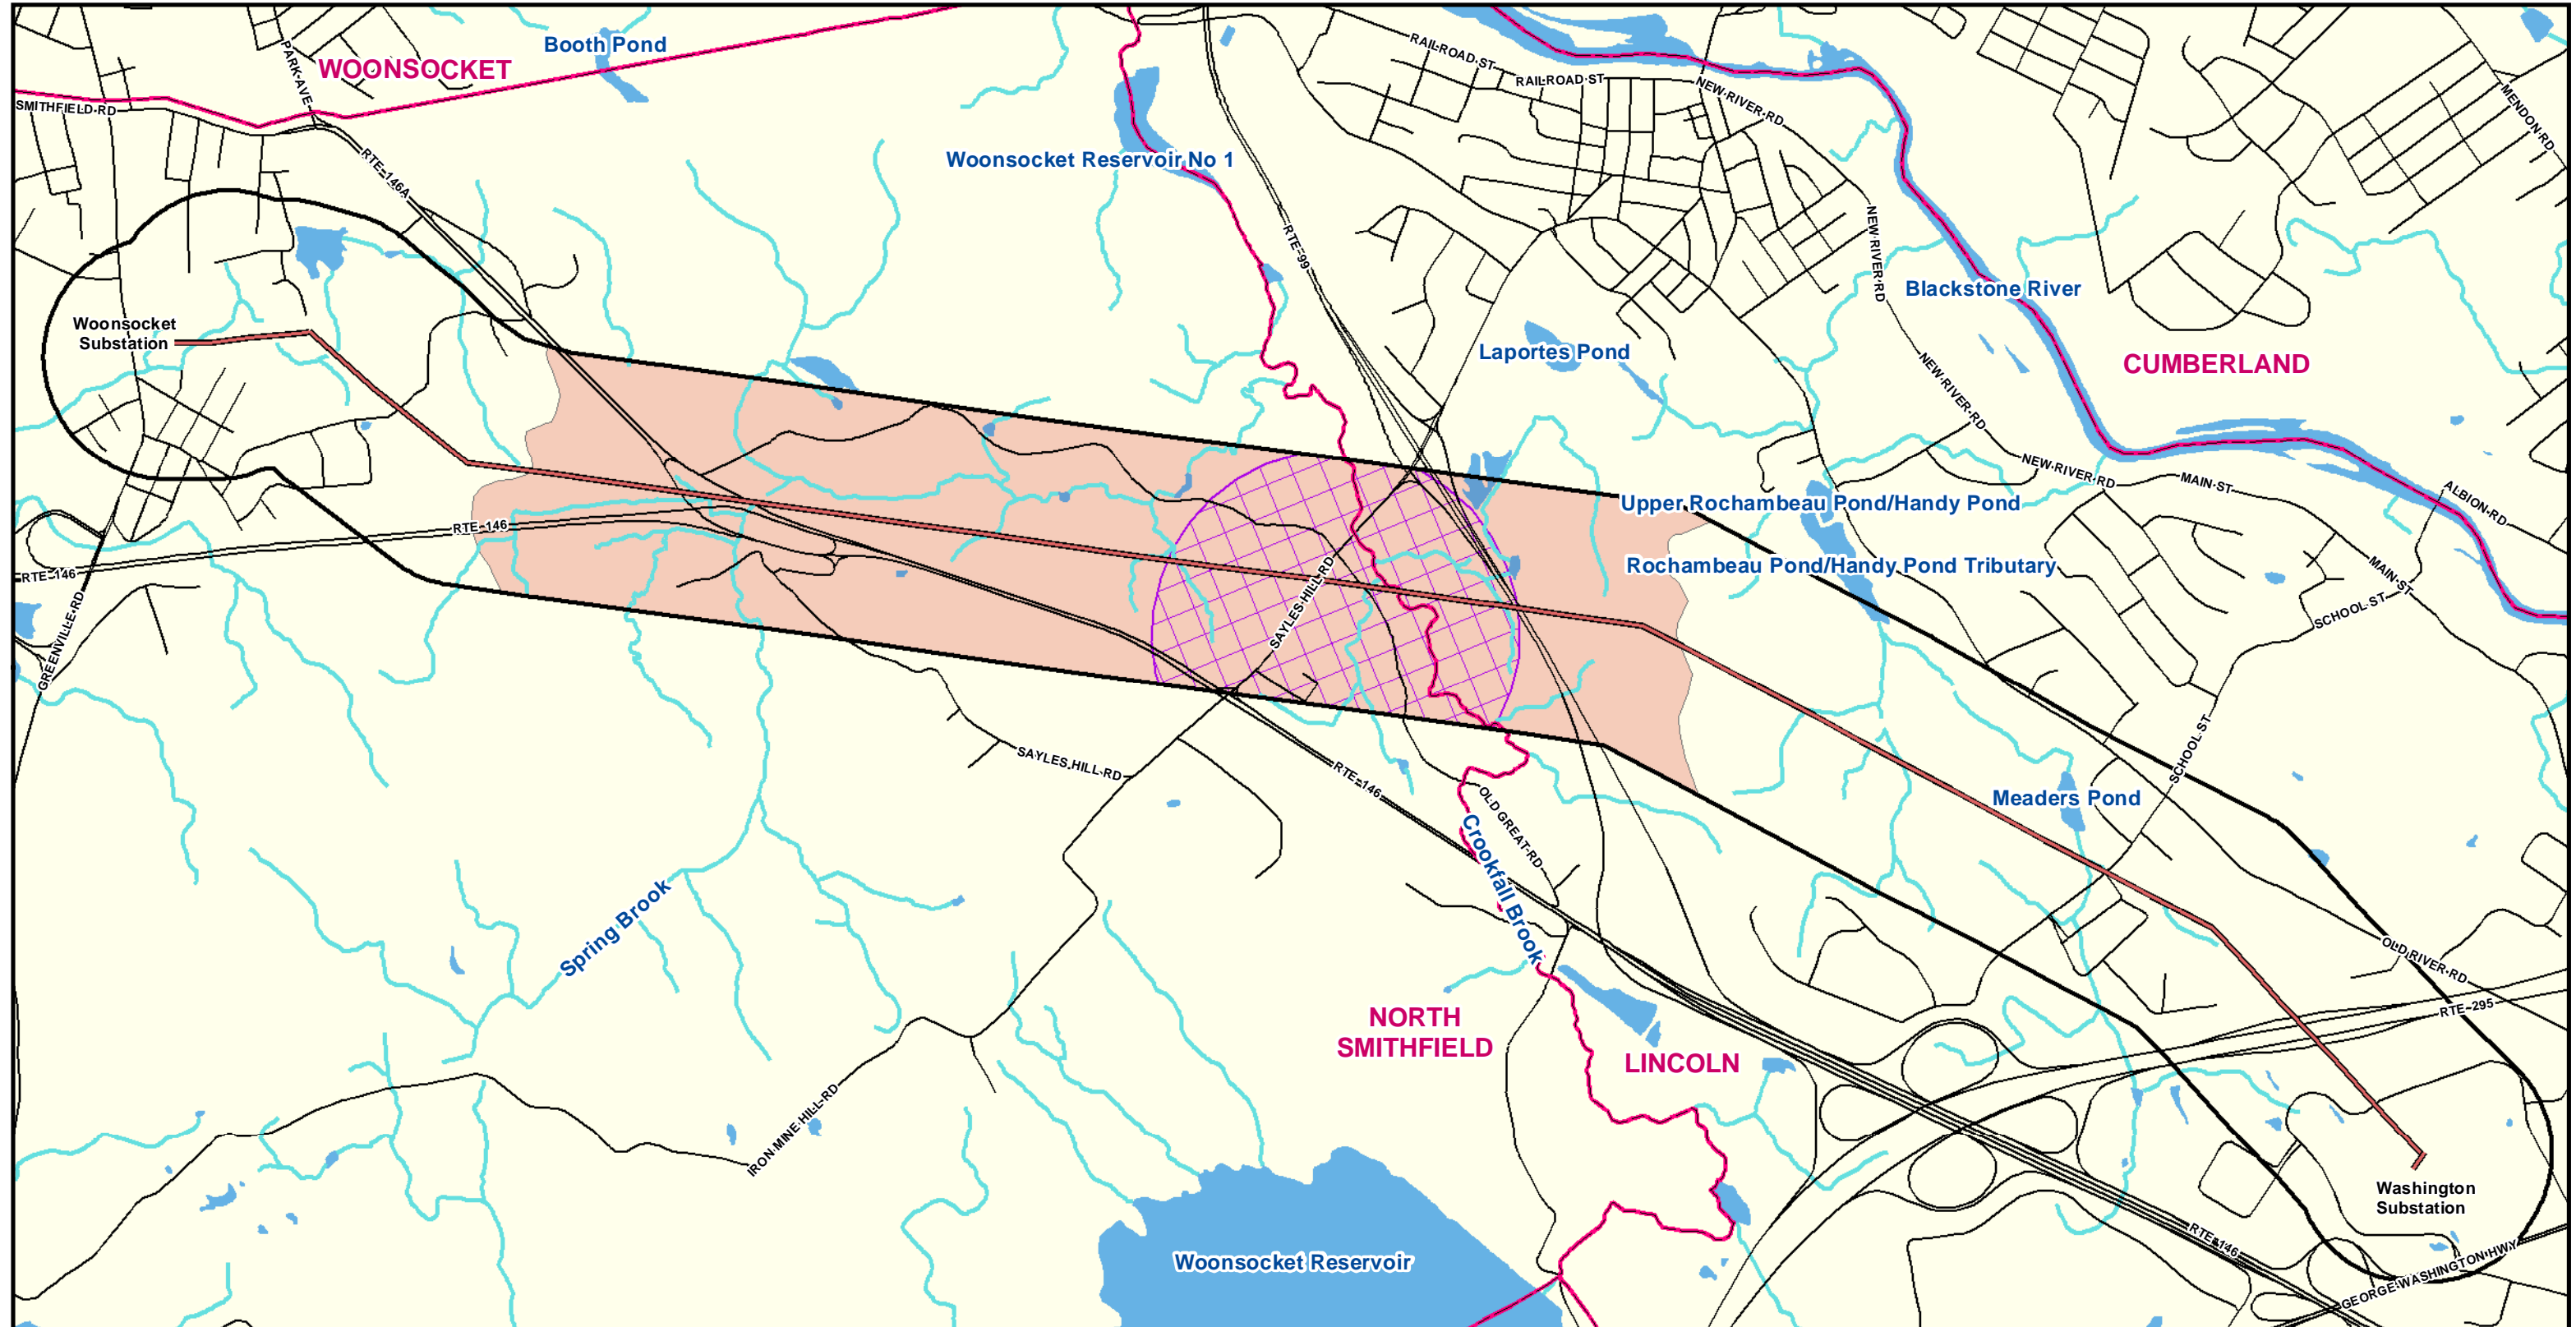 Booth Pond
WOONSOCKET
PARK AVE
SMITHFIELD RD
RTE 146A
RAILROAD ST
RAILROAD ST
NEW RIVER RD
MENDON RD
Woonsocket Reservoir No 1
RTE 99
NEW RIVER RD
Blackstone River
Woonsocket
Substation
Laportes Pond
CUMBERLAND
NEW RIVER RD
NEW RIVER RD
MAIN ST
ALBION RD
Upper Rochambeau Pond/Handy Pond
RTE 146
RTE 146
Rochambeau Pond/Handy Pond Tributary
MAIN ST
SCHOOL ST
GREENVILLE RD
SAYLES HILL RD
SAYLES HILL RD
RTE 146
SCHOOL ST
Meaders Pond
OLD GREAT RD
Crookfall Brook
Spring Brook
OLD RIVER RD
RTE 295
NORTH
SMITHFIELD
LINCOLN
IRON MINE HILL RD
Washington
Substation
RTE 146
Woonsocket Reservoir
GEORGE WASHINGTON HWY